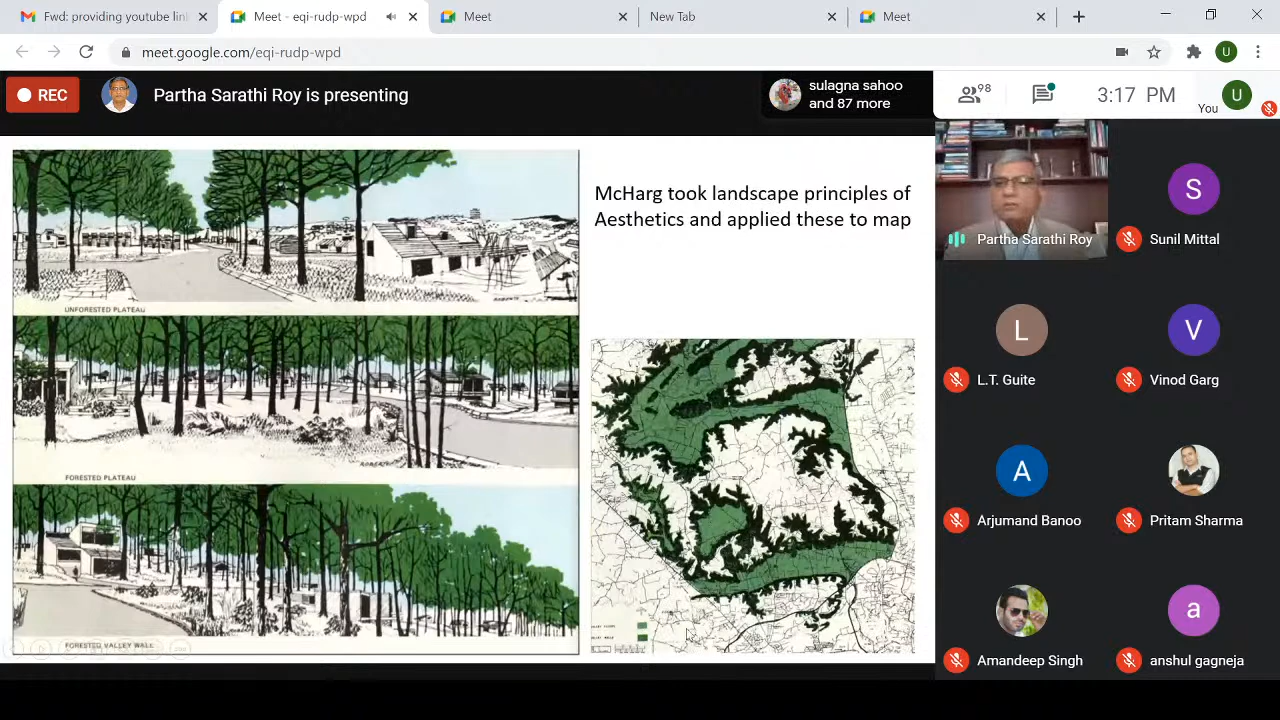 Fwd: providing youtube lin
Meet - eqi-rudp-wpd
Meet
New Tab
Meet
meet.google.com/eqi-rudp-wpd
U
REC
Partha Sarathi Roy is presenting
sulagna sahoo
and 87 more
98
3:17 PM
You
U
McHarg took landscape principles of
Aesthetics and applied these to map
UNFORESTED PLATEAU
FORESTED PLATEAU
FORESTED VALLEY WALL
Partha Sarathi Roy
S
Sunil Mittal
L
L.T. Guite
V
Vinod Garg
A
Arjumand Banoo
Pritam Sharma
Amandeep Singh
a
anshul gagneja